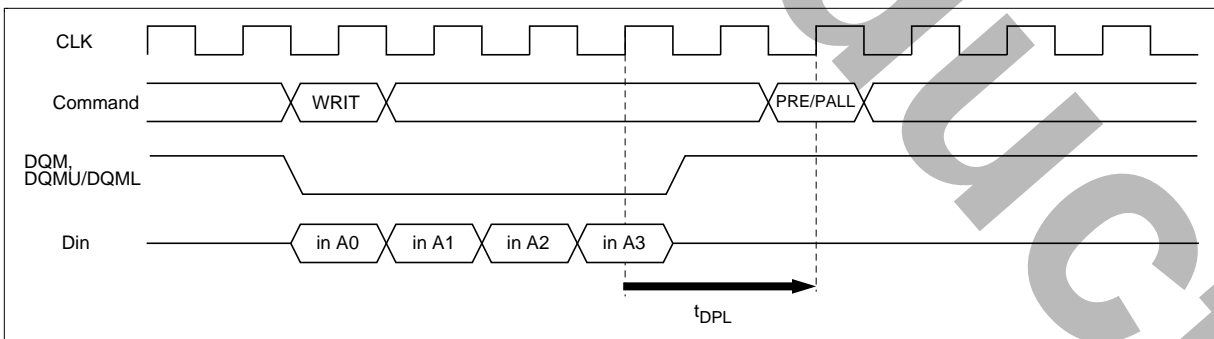 CLK
Command
WRIT
PRE/PALL
DQM,
DQMU/DQML
Din
in A0
in A1
in A2
in A3
tDPL